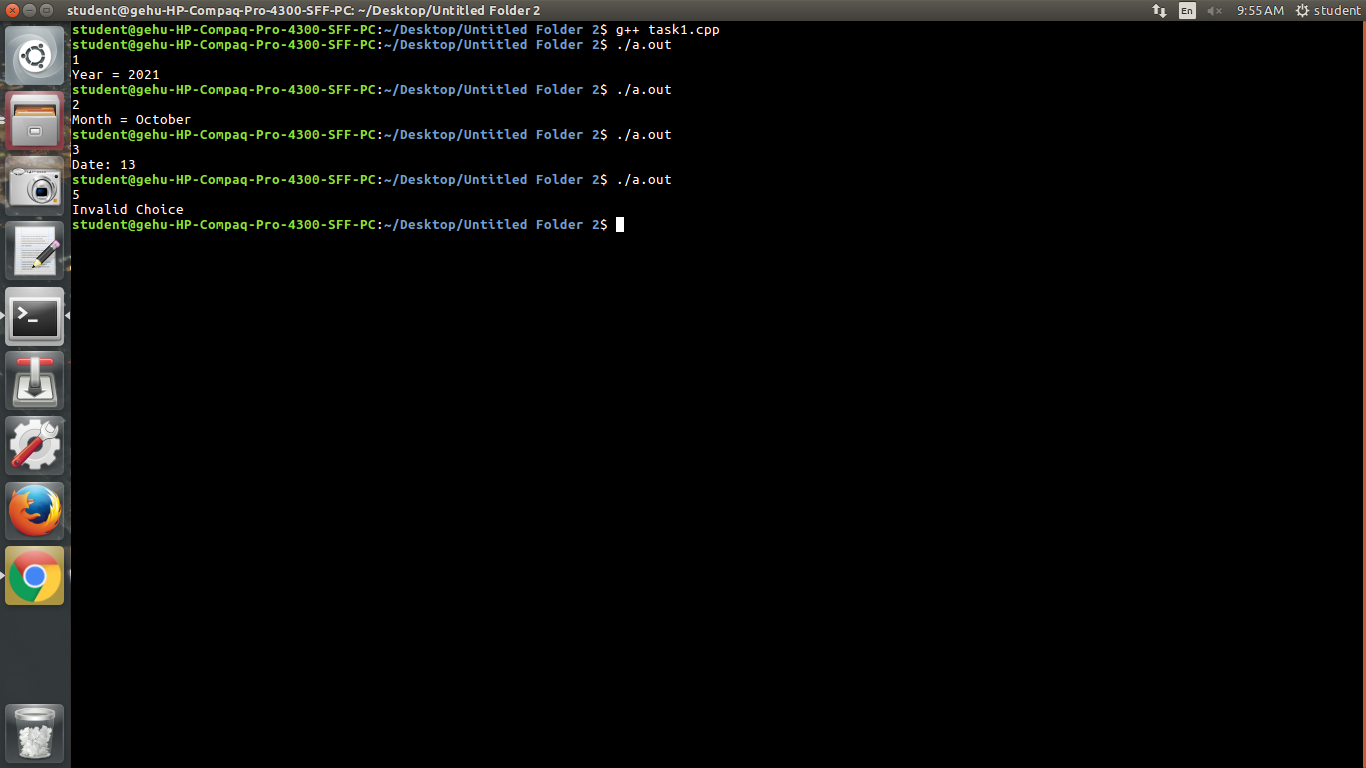 student@gehu-HP-Compaq-Pro-4300-SFF-PC: ~/Desktop/Untitled Folder 2 En 9:55 AM student
student@gehu-HP-Compaq-Pro-4300-SFF-PC:~/Desktop/Untitled Folder 2$ g++ task1.cpp
student@gehu-HP-Compaq-Pro-4300-SFF-PC:~/Desktop/Untitled Folder 2$ ./a.out
1
Year = 2021
student@gehu-HP-Compaq-Pro-4300-SFF-PC:~/Desktop/Untitled Folder 2$ ./a.out
2
Month = October
student@gehu-HP-Compaq-Pro-4300-SFF-PC:~/Desktop/Untitled Folder 2$ ./a.out
3
Date: 13
student@gehu-HP-Compaq-Pro-4300-SFF-PC:~/Desktop/Untitled Folder 2$ ./a.out
5
Invalid Choice
student@gehu-HP-Compaq-Pro-4300-SFF-PC:~/Desktop/Untitled Folder 2$